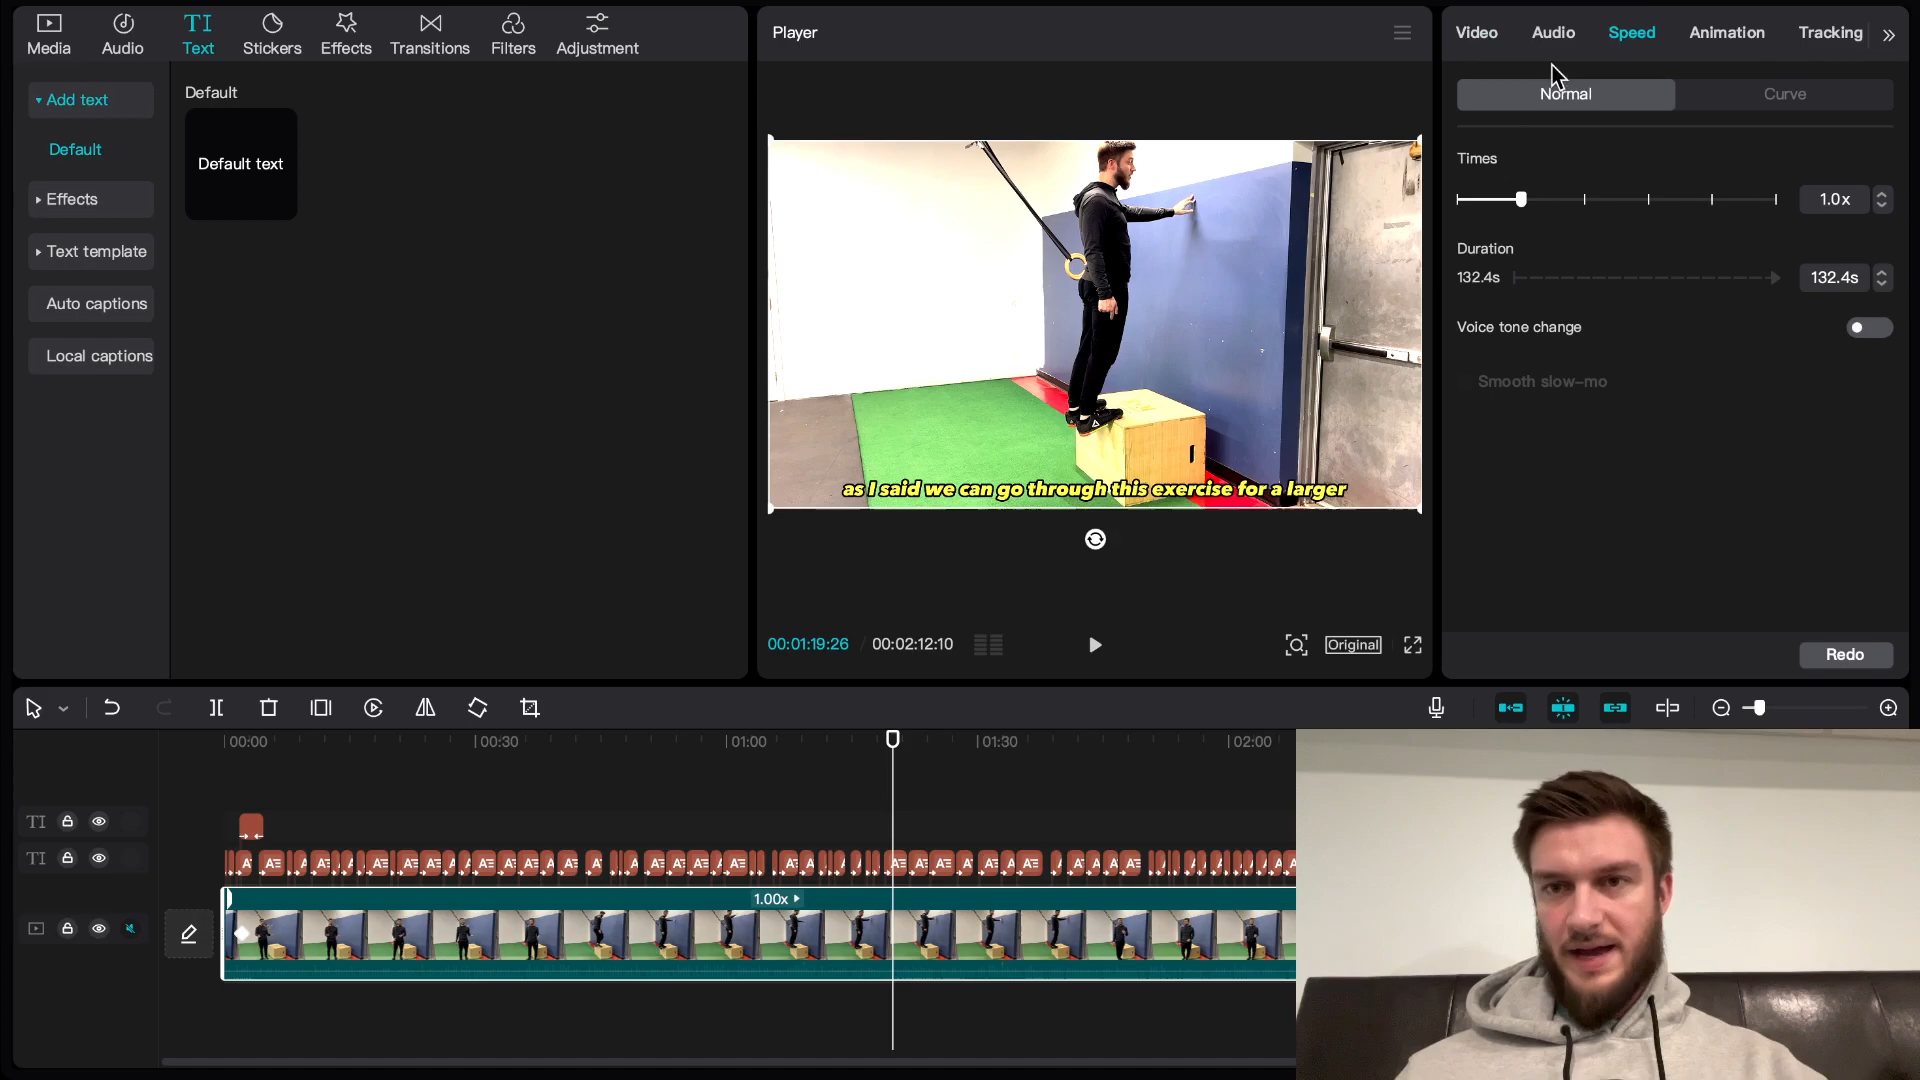 Media
Audio
TI
Text
Stickers
Effects
Transitions
Filters
Adjustment
Add text
Default
Effects
Text template
Auto captions
Local captions
Default
Default text
Player
as I said we can go through this exercise for a larger
00:01:19:26 / 00:02:12:10
Original
Video Audio Speed Animation Tracking
Normal Curve
Times
1.0x
Duration
132.4s 132.4s
Voice tone change
Smooth slow-mo
Redo
00:00 00:30 01:00 01:30 02:00
TI
TI
1.00x